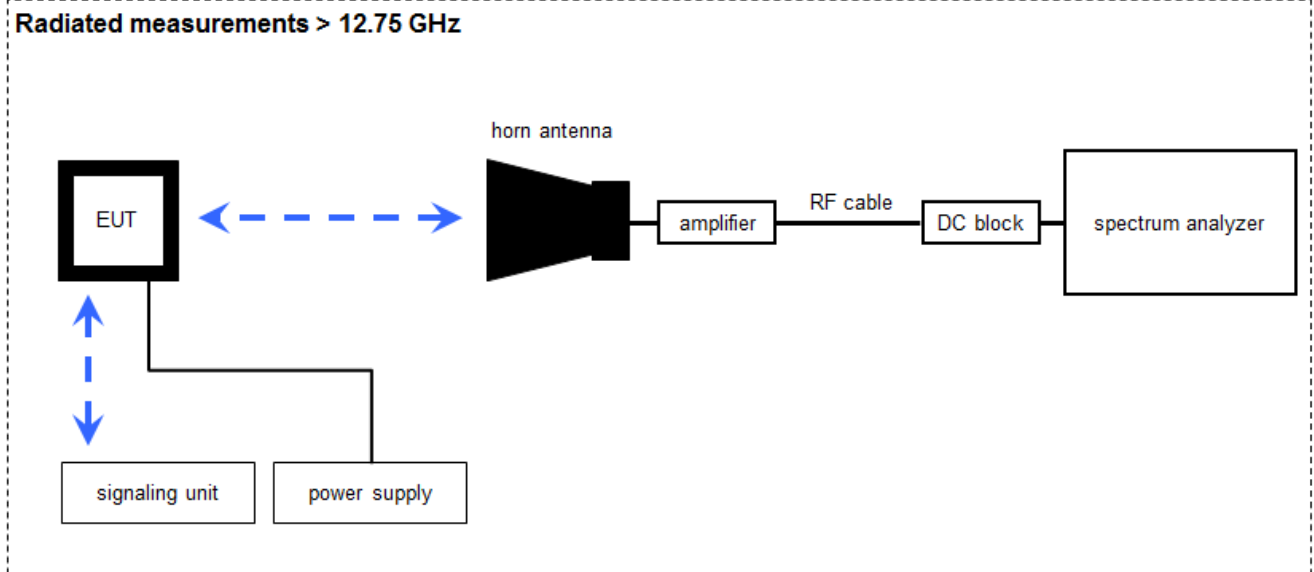 Radiated measurements > 12.75 GHz
horn antenna
EUT
amplifier
RF cable
DC block
spectrum analyzer
signaling unit
power supply